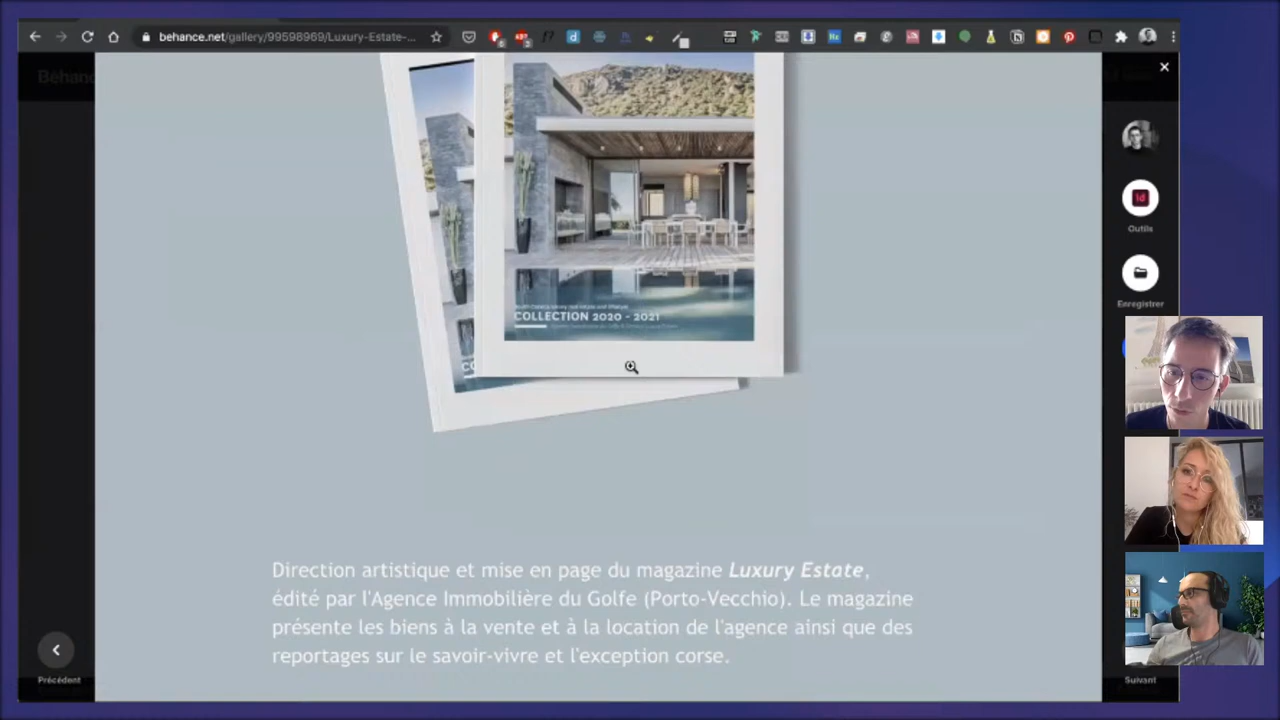 behance.net/gallery/99598969/Luxury-Estate-...
Behanc
Outils
Enregistrer
COLLECTION 2020 - 2021
Direction artistique et mise en page du magazine Luxury Estate,
édité par l'Agence Immobilière du Golfe (Porto-Vecchio). Le magazine
présente les biens à la vente et à la location de l'agence ainsi que des
reportages sur le savoir-vivre et l'exception corse.
Précédent
Suivant